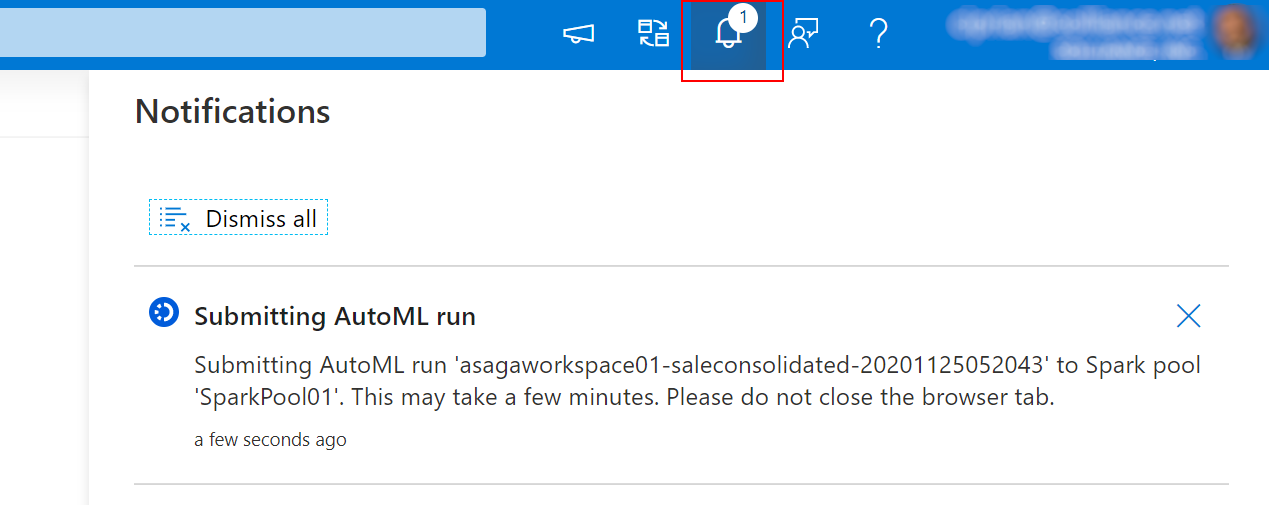 1
Notifications
Dismiss all
Submitting AutoML run
Submitting AutoML run 'asagaworkspace01-saleconsolidated-20201125052043' to Spark pool
'SparkPool01'. This may take a few minutes. Please do not close the browser tab.
a few seconds ago